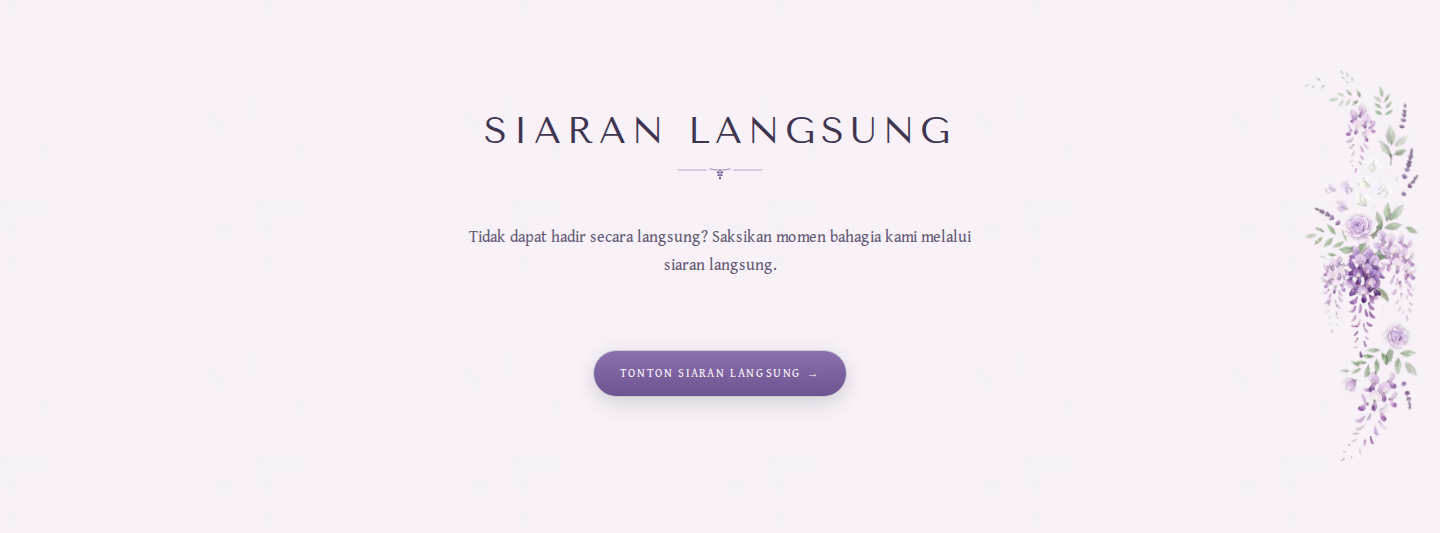 SIARAN LANGSUNG
Tidak dapat hadir secara langsung? Saksikan momen bahagia kami melalui
siaran langsung.
TONTON SIARAN LANGSUNG →